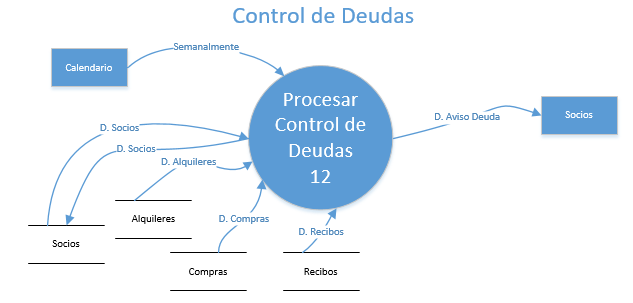 Control de Deudas
Semanalmente
Calendario
Procesar
Control de
Deudas
12
D. Aviso Deuda
Socios
D. Socios
D. Socios
D. Alquileres
Alquileres
D. Compras
D. Recibos
Socios
Compras
Recibos